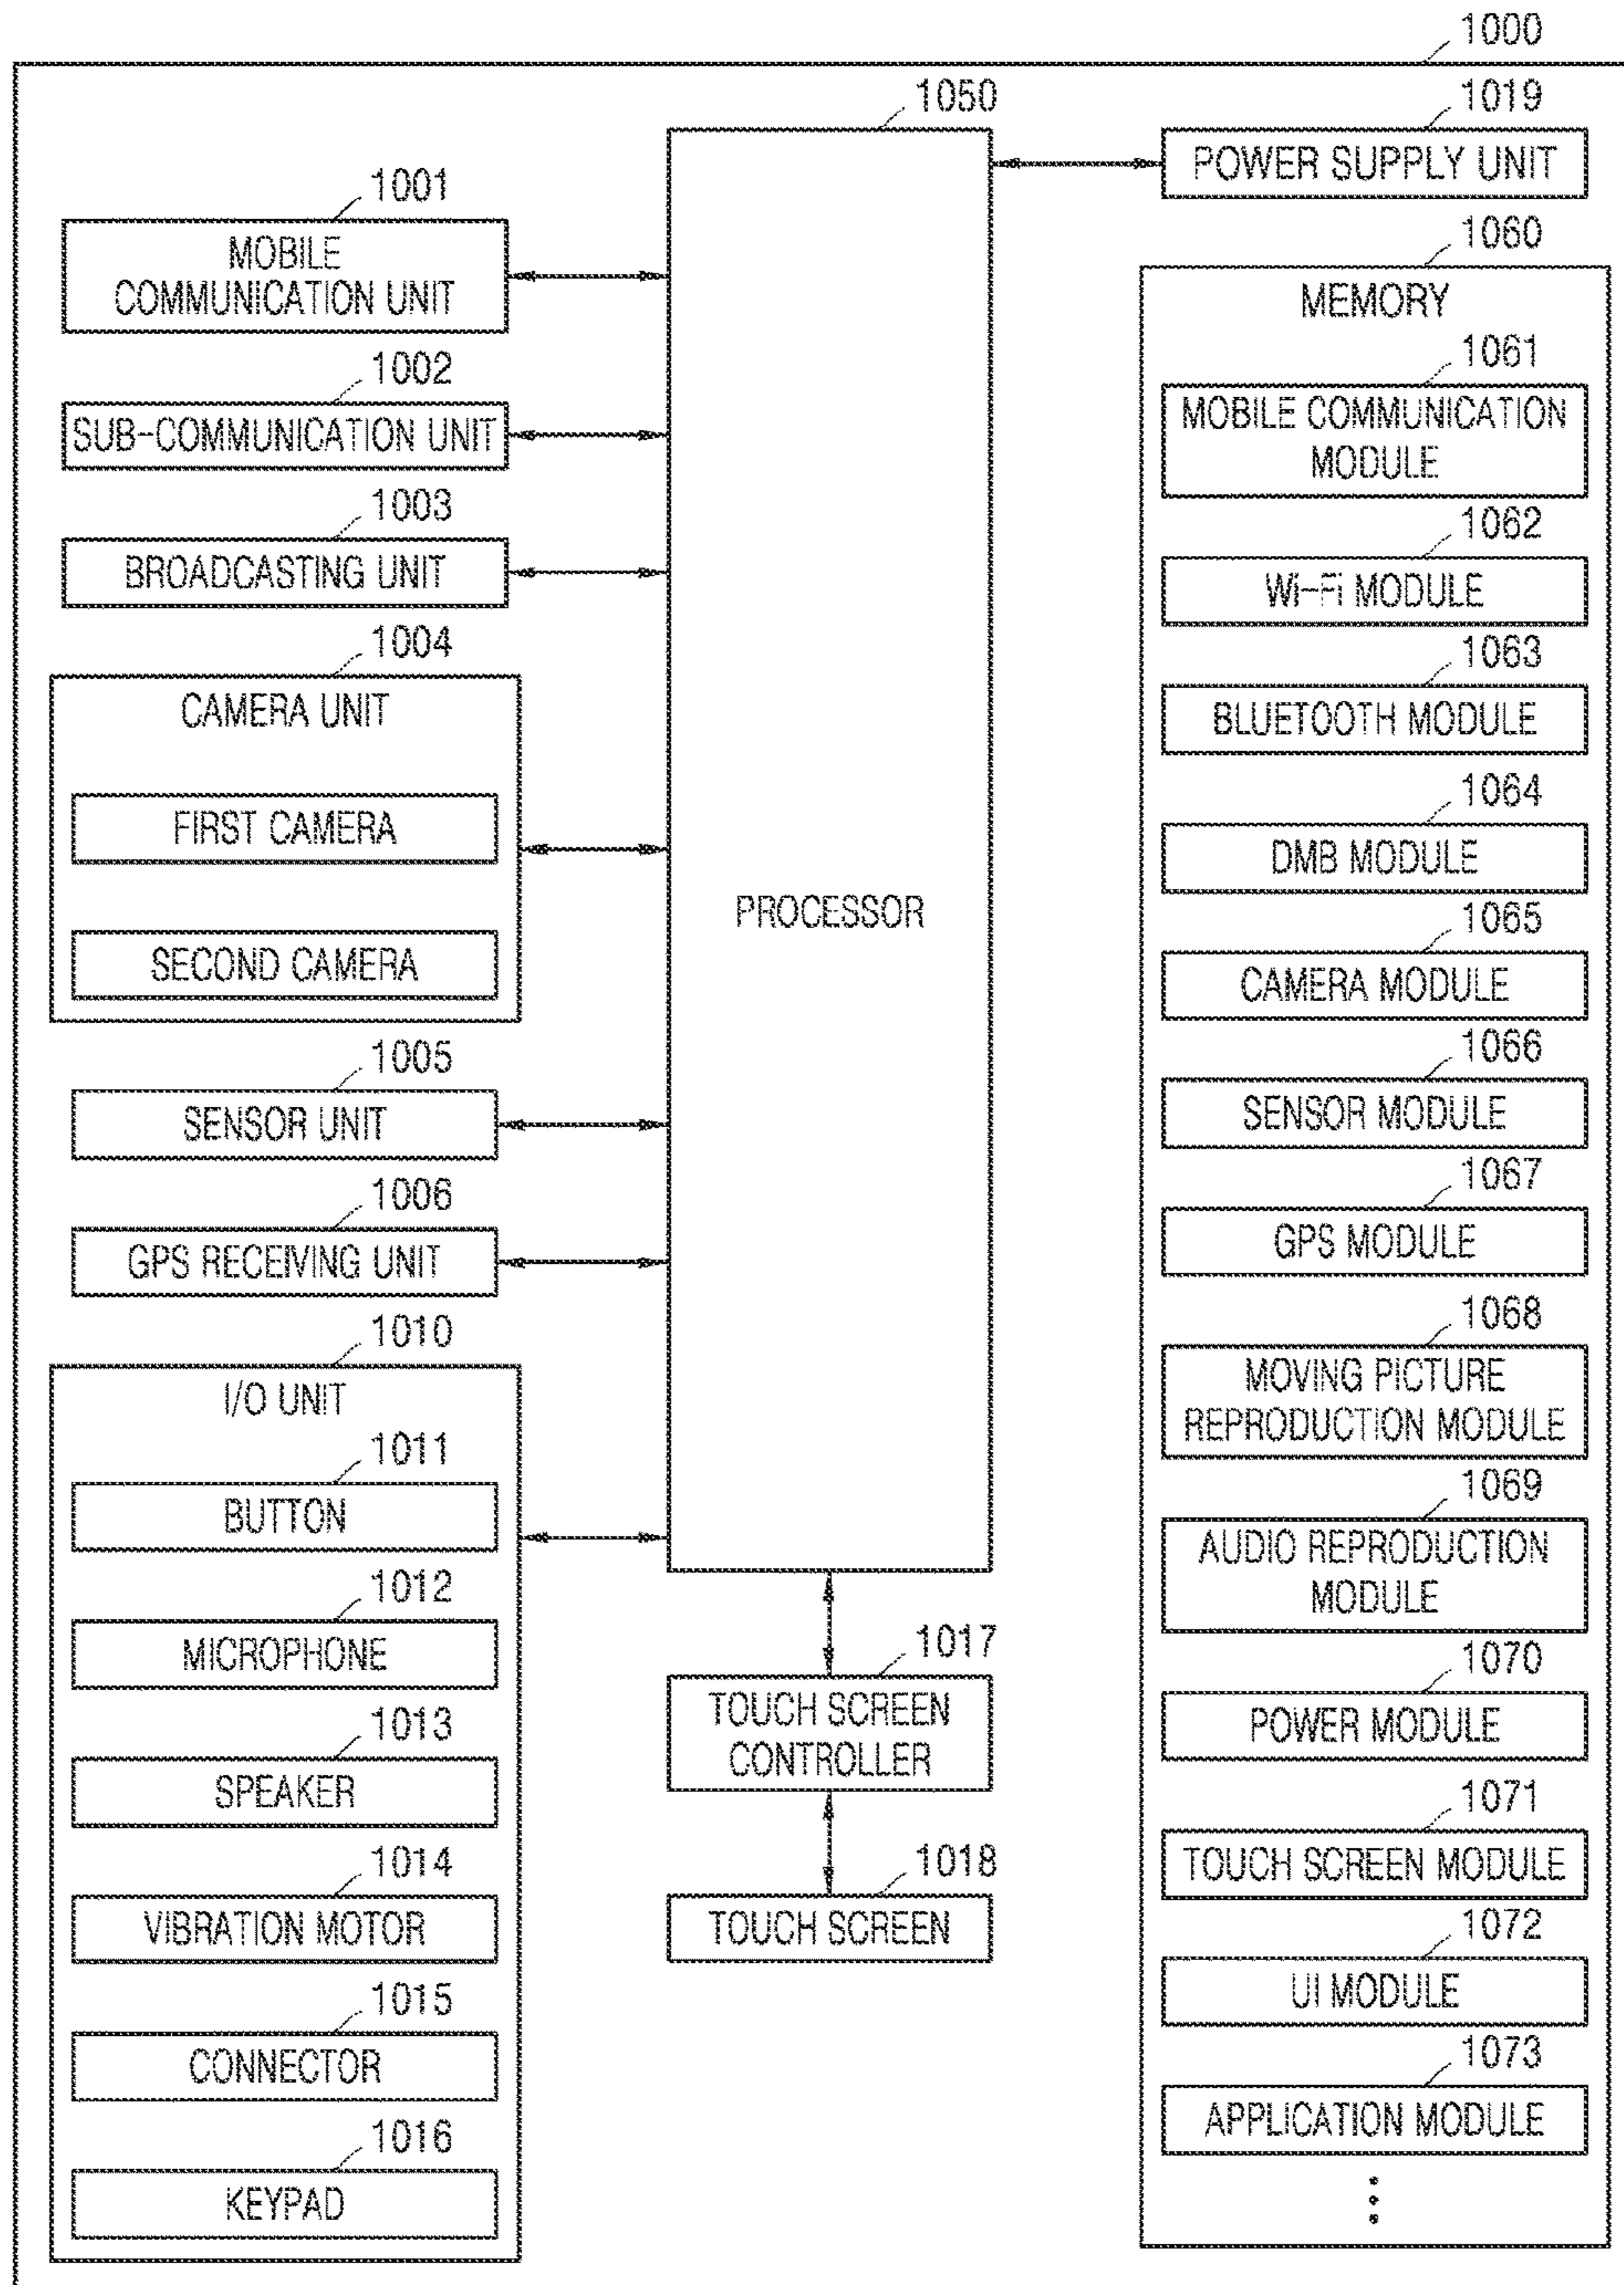 1000
1050
1019
POWER SUPPLY UNIT
1001
MOBILE
COMMUNICATION UNIT
1002
SUB-COMMUNICATION UNIT
1003
BROADCASTING UNIT
1004
CAMERA UNIT
FIRST CAMERA
SECOND CAMERA
1005
SENSOR UNIT
1006
GPS RECEIVING UNIT
1010
I/O UNIT
1011
BUTTON
1012
MICROPHONE
1013
SPEAKER
1014
VIBRATION MOTOR
1015
CONNECTOR
1016
KEYPAD
PROCESSOR
1017
TOUCH SCREEN
CONTROLLER
1018
TOUCH SCREEN
1060
MEMORY
1061
MOBILE COMMUNICATION
MODULE
1062
Wi-Fi MODULE
1063
BLUETOOTH MODULE
1064
DMB MODULE
1065
CAMERA MODULE
1066
SENSOR MODULE
1067
GPS MODULE
1068
MOVING PICTURE
REPRODUCTION MODULE
1069
AUDIO REPRODUCTION
MODULE
1070
POWER MODULE
1071
TOUCH SCREEN MODULE
1072
UI MODULE
1073
APPLICATION MODULE